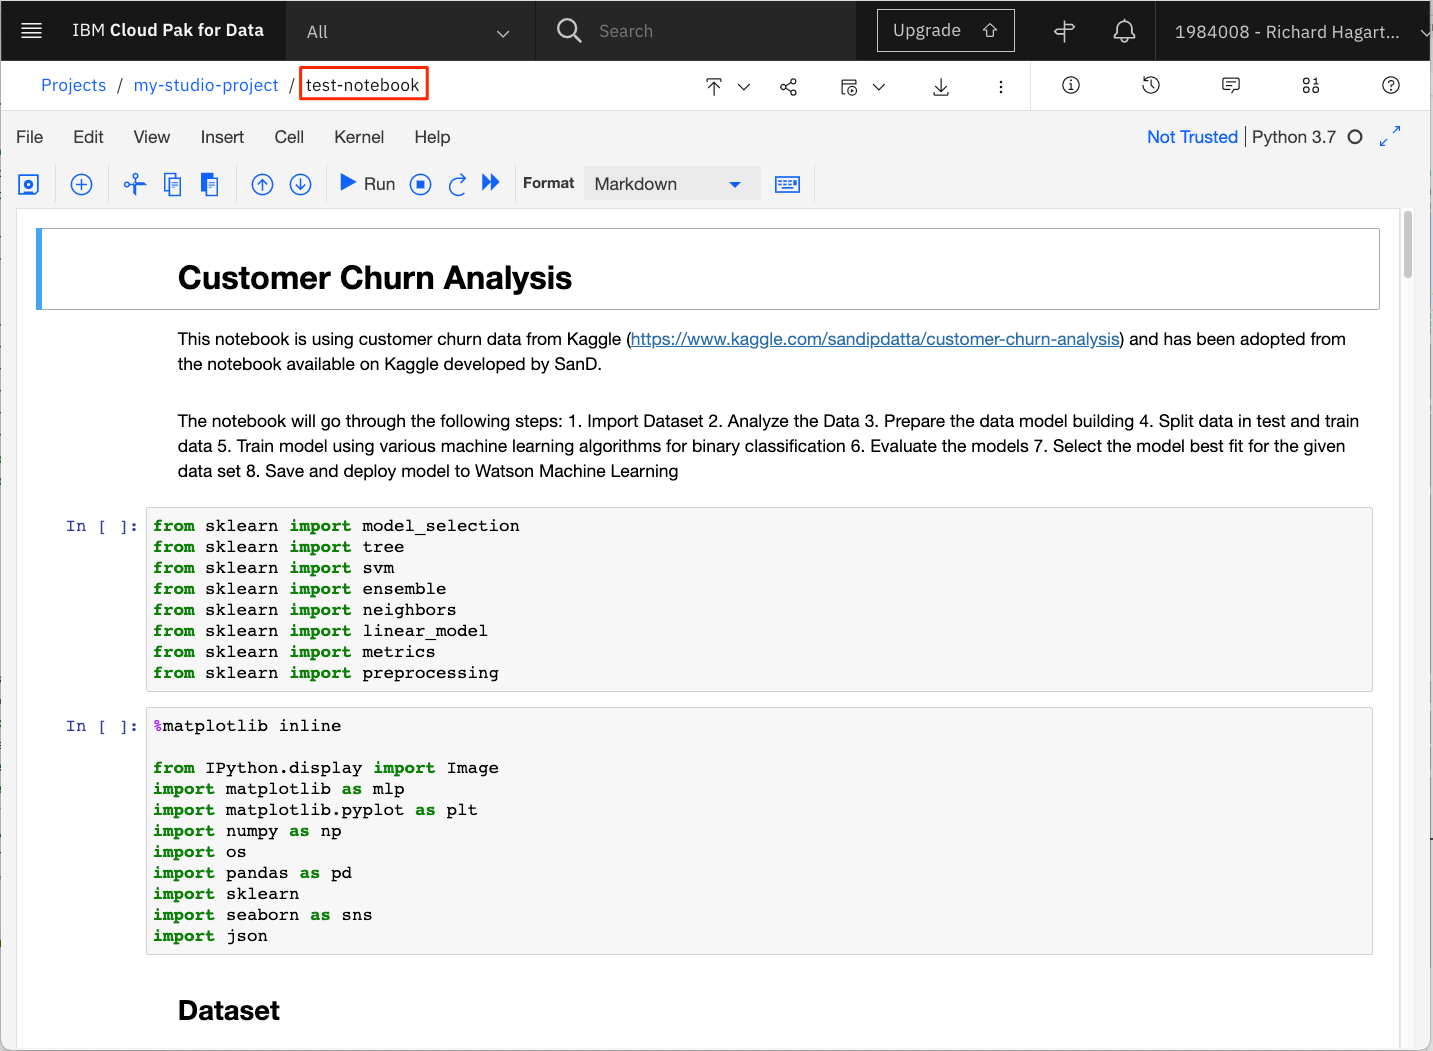 IBM Cloud Pak for Data
All
Search
Upgrade
1984008 - Richard Hagart...
Projects / my-studio-project / test-notebook
File Edit View Insert Cell Kernel Help
Not Trusted | Python 3.7
Run
Format
Markdown
Customer Churn Analysis
This notebook is using customer churn data from Kaggle (https://www.kaggle.com/sandipdatta/customer-churn-analysis) and has been adopted from
the notebook available on Kaggle developed by SanD.
The notebook will go through the following steps: 1. Import Dataset 2. Analyze the Data 3. Prepare the data model building 4. Split data in test and train
data 5. Train model using various machine learning algorithms for binary classification 6. Evaluate the models 7. Select the model best fit for the given
data set 8. Save and deploy model to Watson Machine Learning
In [ ]:
from sklearn import model_selection
from sklearn import tree
from sklearn import svm
from sklearn import ensemble
from sklearn import neighbors
from sklearn import linear_model
from sklearn import metrics
from sklearn import preprocessing
In [ ]:
%matplotlib inline
from IPython.display import Image
import matplotlib as mlp
import matplotlib.pyplot as plt
import numpy as np
import os
import pandas as pd
import sklearn
import seaborn as sns
import json
Dataset